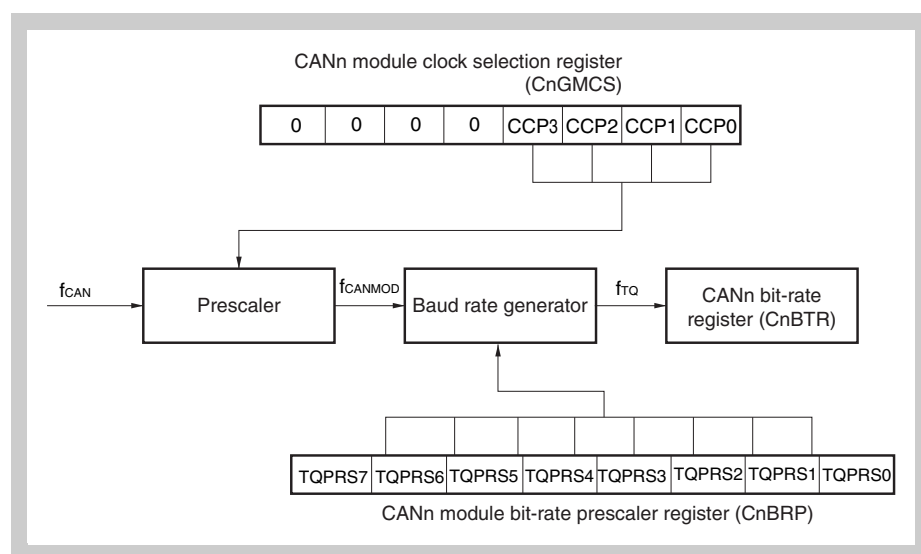 CANn module clock selection register
(CnGMCS)
0 0 0 0 CCP3 CCP2 CCP1 CCP0
fCAN
Prescaler
fCANMOD
Baud rate generator
fTQ
CANn bit-rate
register (CnBTR)
TQPRS7 TQPRS6 TQPRS5 TQPRS4 TQPRS3 TQPRS2 TQPRS1 TQPRS0
CANn module bit-rate prescaler register (CnBRP)